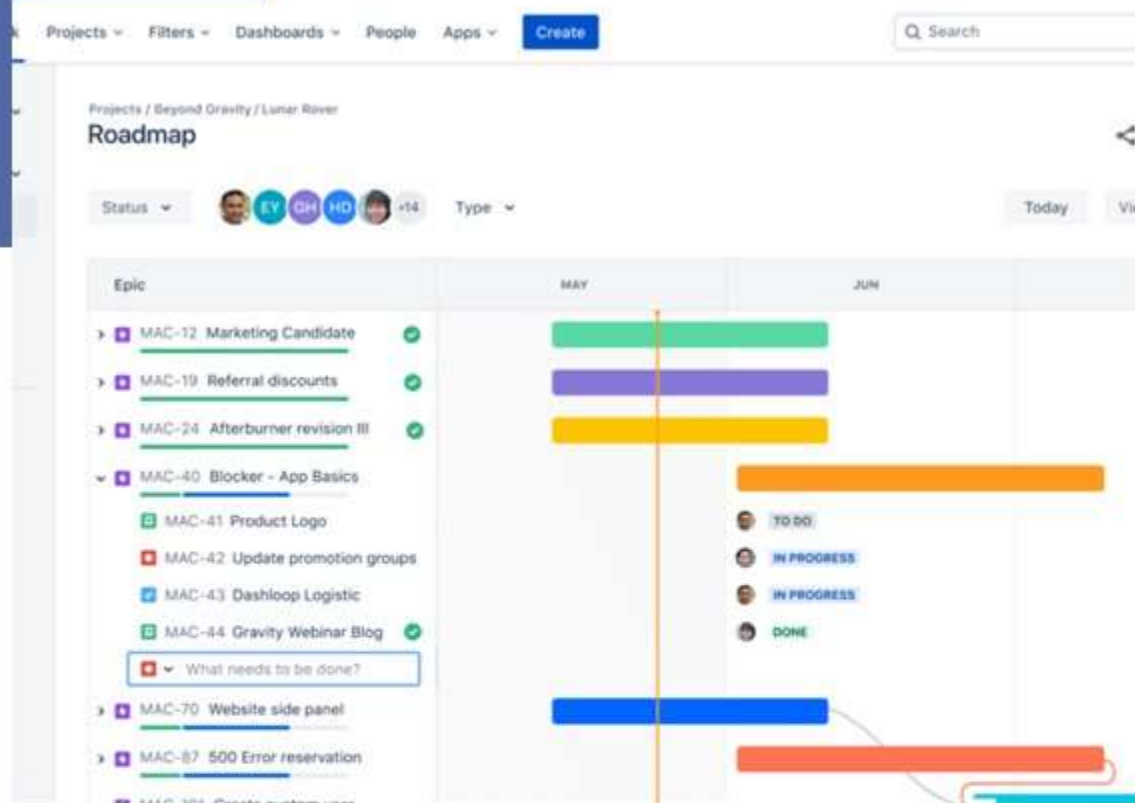 Projects Filters Dashboards People Apps Create Search
Projects / Beyond Gravity / Lunar Rover
Roadmap
Status EY GH HD +14 Type Today
Epic MAY JUN
MAC-12 Marketing Candidate
MAC-19 Referral discounts
MAC-24 Afterburner revision III
MAC-40 Blocker - App Basics
MAC-41 Product Logo TO DO
MAC-42 Update promotion groups IN PROGRESS
MAC-43 Dashloop Logistic IN PROGRESS
MAC-44 Gravity Webinar Blog DONE
What needs to be done?
MAC-70 Website side panel
MAC-87 500 Error reservation